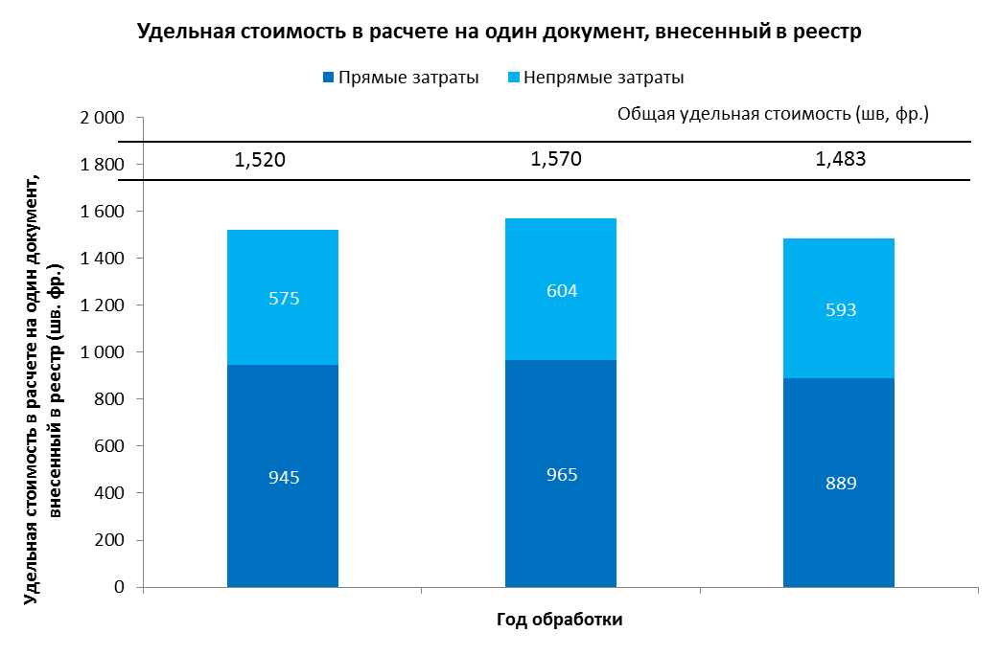 Удельная стоимость в расчете на один документ, внесенный в реестр
Прямые затраты Непрямые затраты
Общая удельная стоимость (шв, фр.)
1,520 1,570 1,483
Удельная стоимость в расчете на один документ,
внесенный в реестр (шв. фр.)
2 000
1 800
1 600
1 400
1 200
1 000
800
600
400
200
0
575 604 593
945 965 889
Год обработки